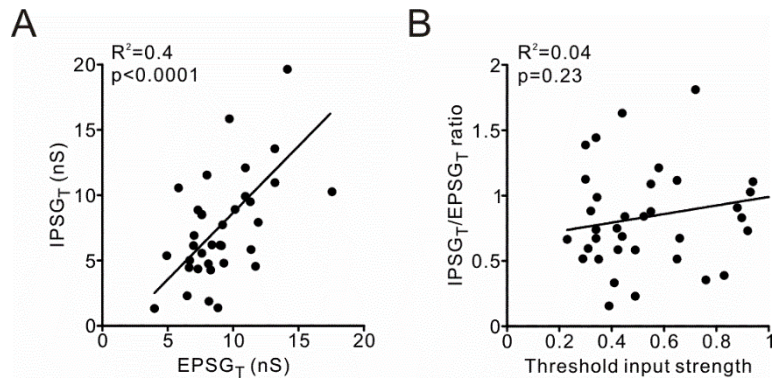 A
R²=0.4
p<0.0001
IPSG_T (nS)
20
15
10
5
0
0 5 10 15 20
EPSG_T (nS)
B
R²=0.04
p=0.23
IPSG_T/EPSG_T ratio
2
1.5
1
0.5
0
0 0.2 0.4 0.6 0.8 1
Threshold input strength